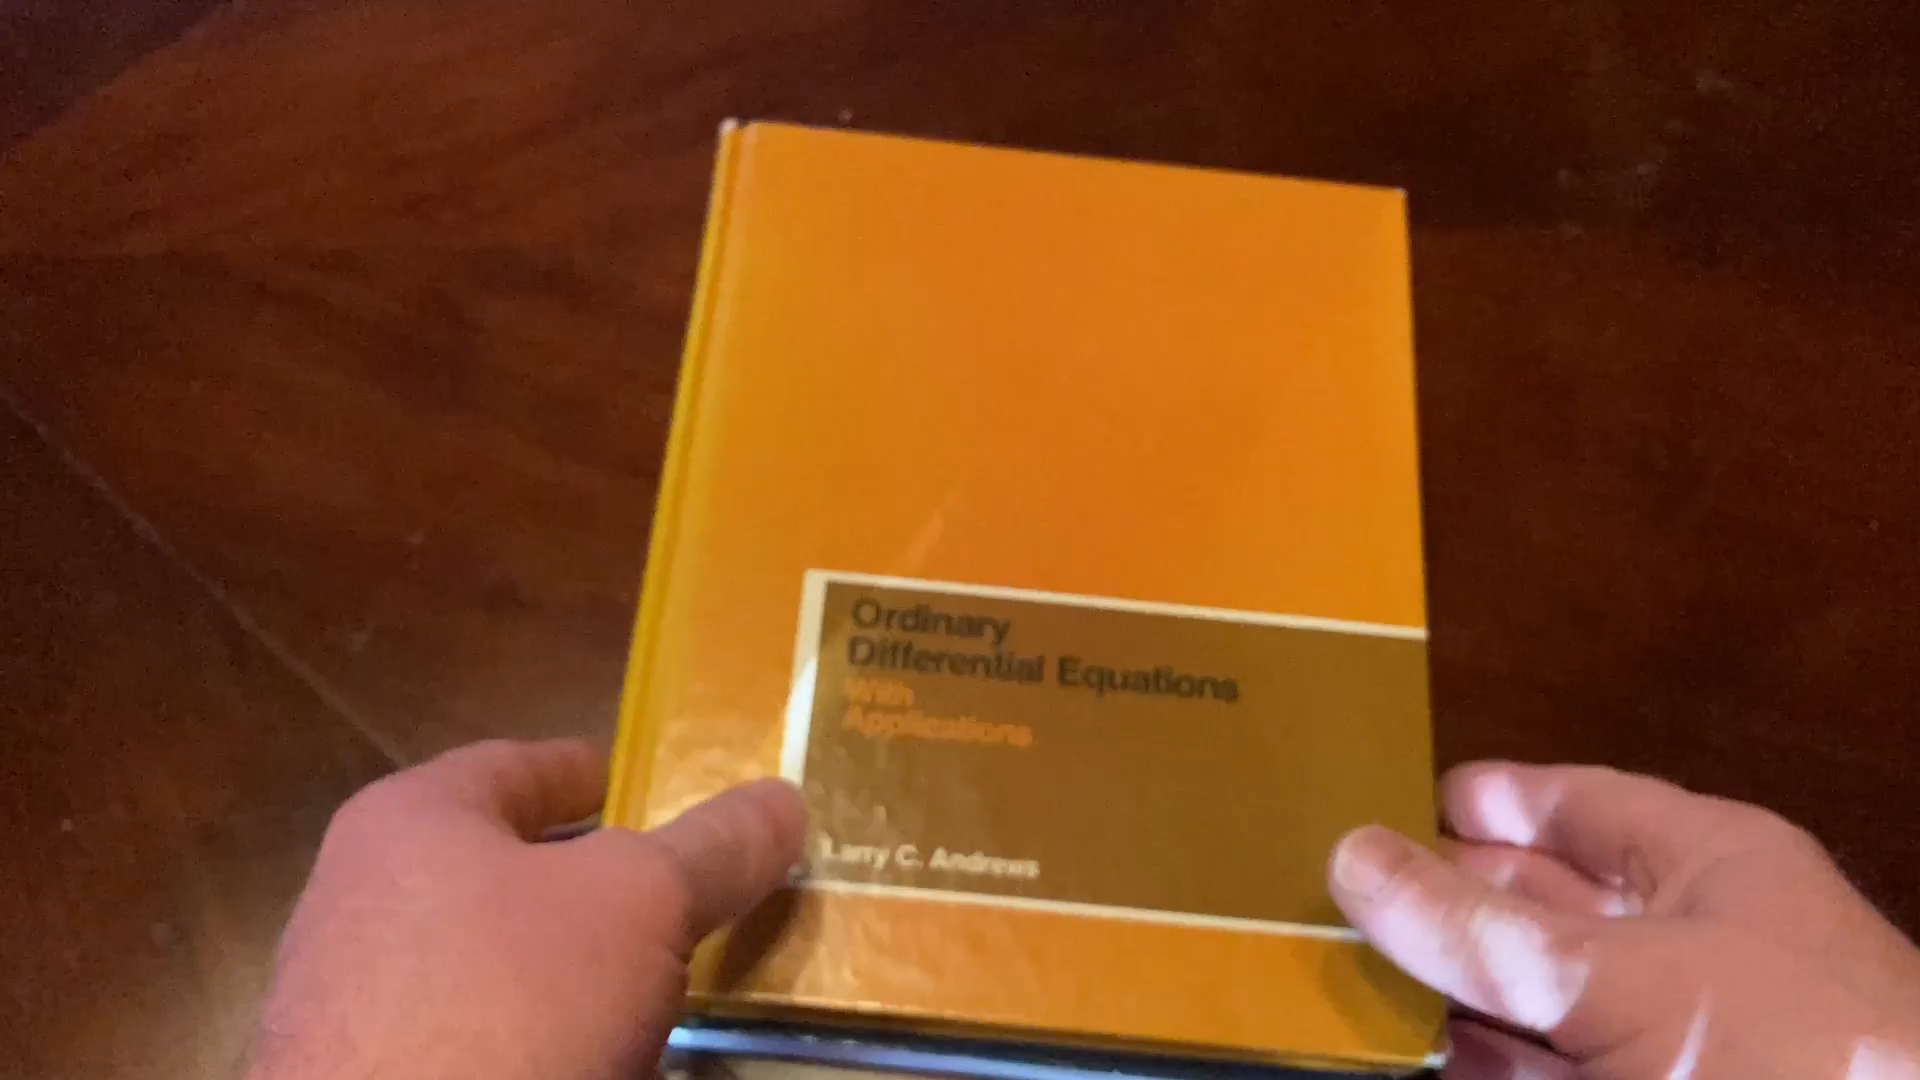 Ordinary
Differential Equations
With
Applications
Larry C. Andrews